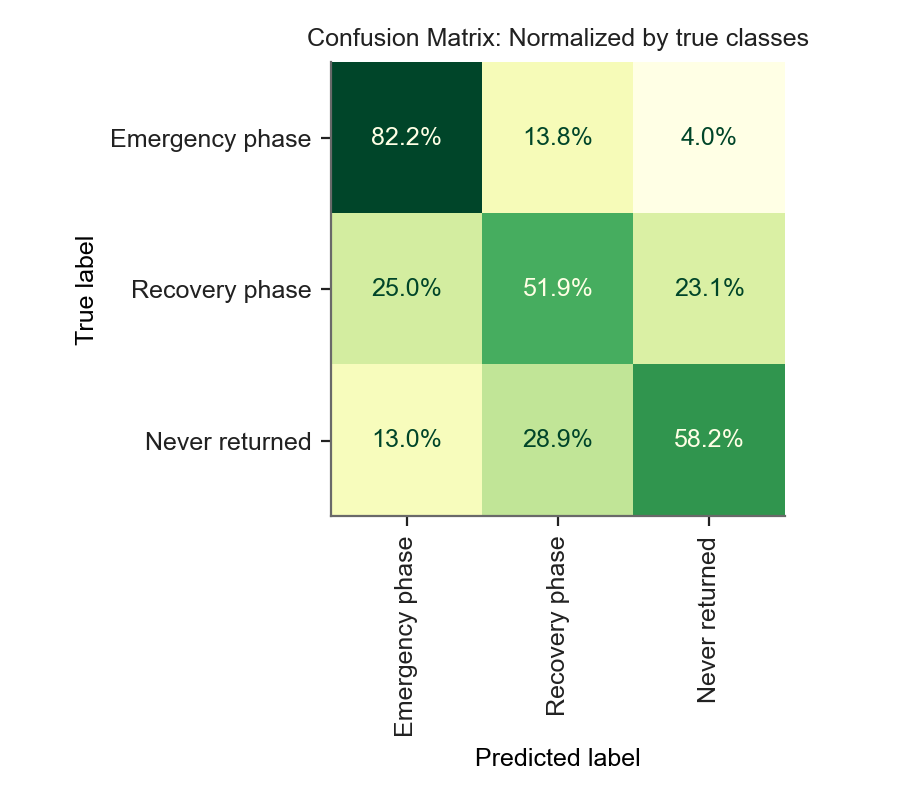 Confusion Matrix: Normalized by true classes
True label
Emergency phase 82.2% 13.8% 4.0%
Recovery phase 25.0% 51.9% 23.1%
Never returned 13.0% 28.9% 58.2%
Emergency phase
Recovery phase
Never returned
Predicted label